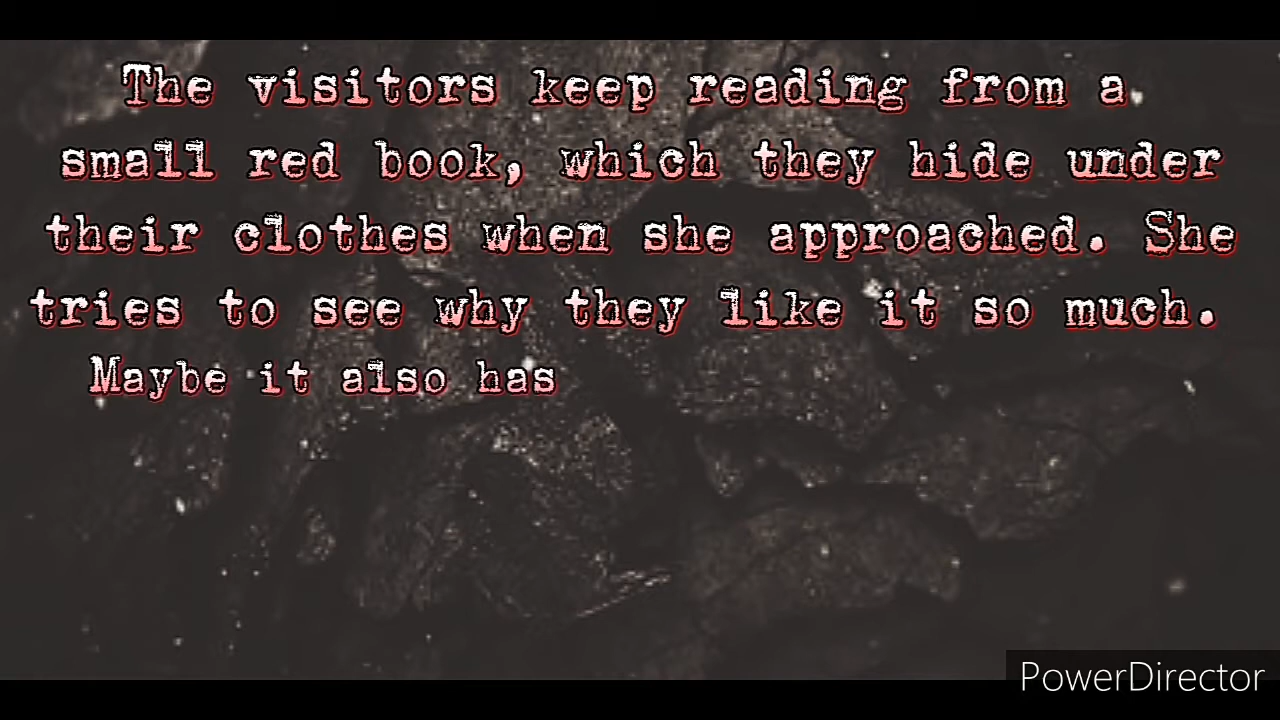 The visitors keep reading from a
small red book, which they hide under
their clothes when she approached. She
tries to see why they like it so much.
Maybe it also has
PowerDirector